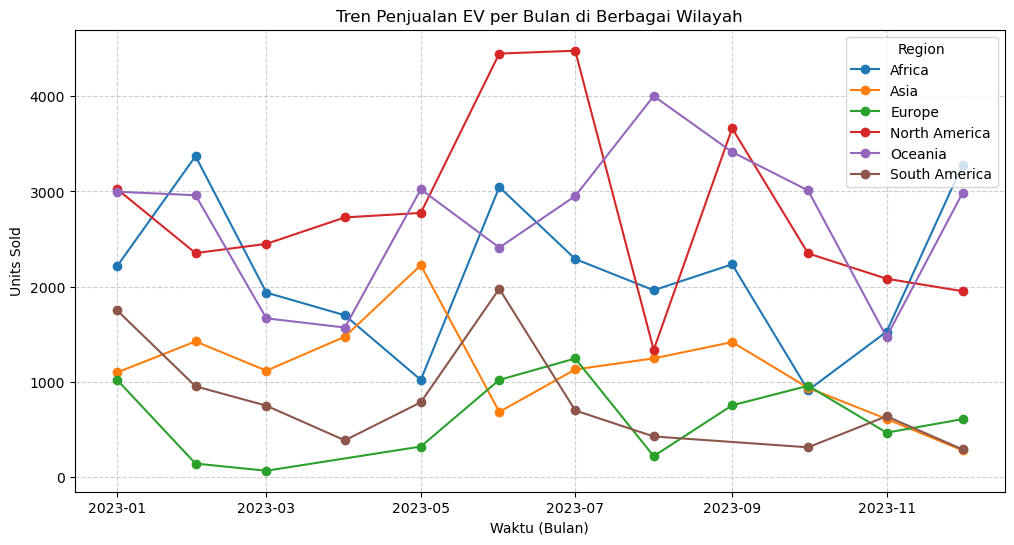 Tren Penjualan EV per Bulan di Berbagai Wilayah
Region
Africa
Asia
Europe
North America
Oceania
South America
Units Sold
4000
3000
2000
1000
0
2023-01
2023-03
2023-05
2023-07
2023-09
2023-11
Waktu (Bulan)